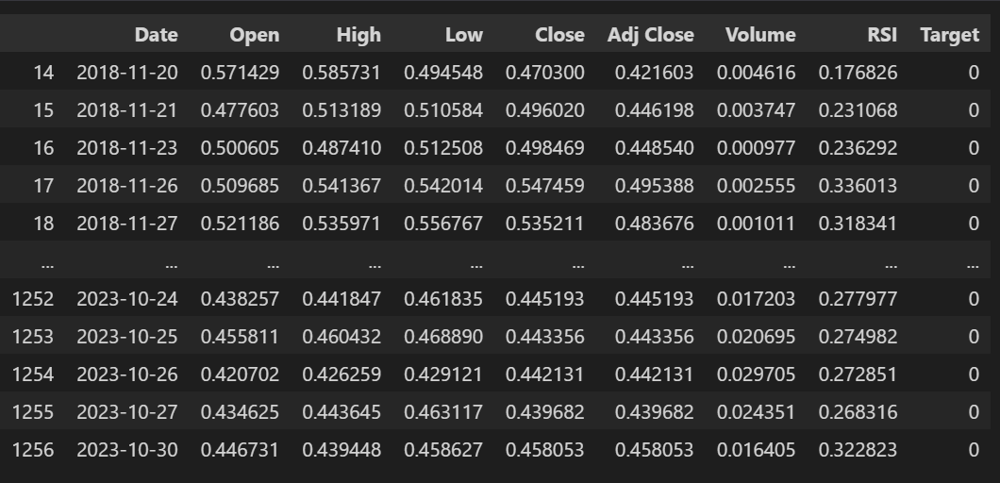 Date Open High Low Close Adj Close Volume RSI Target
14 2018-11-20 0.571429 0.585731 0.494548 0.470300 0.421603 0.004616 0.176826 0
15 2018-11-21 0.477603 0.513189 0.510584 0.496020 0.446198 0.003747 0.231068 0
16 2018-11-23 0.500605 0.487410 0.512508 0.498469 0.448540 0.000977 0.236292 0
17 2018-11-26 0.509685 0.541367 0.542014 0.547459 0.495388 0.002555 0.336013 0
18 2018-11-27 0.521186 0.535971 0.556767 0.535211 0.483676 0.001011 0.318341 0
... ... ... ... ... ... ... ... ... ...
1252 2023-10-24 0.438257 0.441847 0.461835 0.445193 0.445193 0.017203 0.277977 0
1253 2023-10-25 0.455811 0.460432 0.468890 0.443356 0.443356 0.020695 0.274982 0
1254 2023-10-26 0.420702 0.426259 0.429121 0.442131 0.442131 0.029705 0.272851 0
1255 2023-10-27 0.434625 0.443645 0.463117 0.439682 0.439682 0.024351 0.268316 0
1256 2023-10-30 0.446731 0.439448 0.458627 0.458053 0.458053 0.016405 0.322823 0